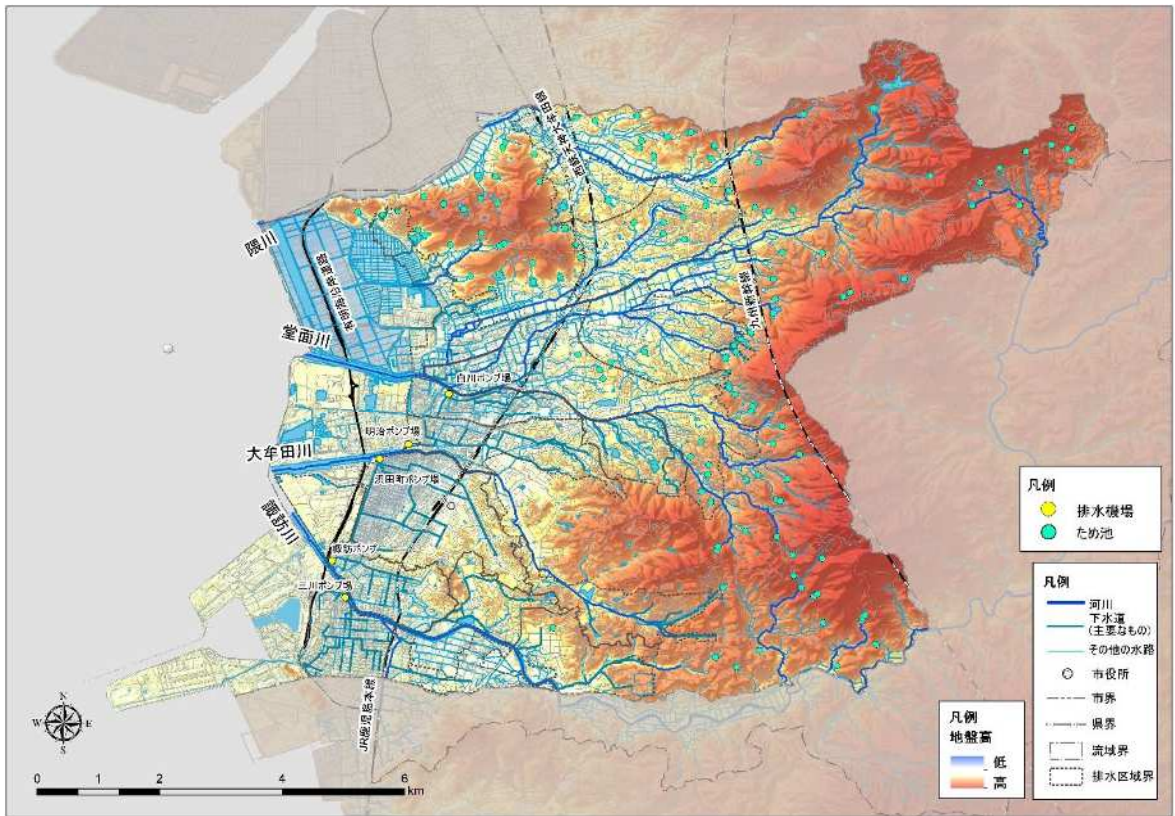 西鉄天神大牟田線
隈川
有明海沿岸道路
九州新幹線
堂面川
白川ポンプ場
明治ポンプ場
大牟田川
浜田町ポンプ場
諏訪川
諏訪ポンプ
三川ポンプ場
JR鹿児島本線
N
W
E
S
0
2
4
6
km
凡例
排水機場
ため池
凡例
河川
下水道
(主要なもの)
その他の水路
市役所
市界
県界
流域界
排水区域界
凡例
地盤高
低
高